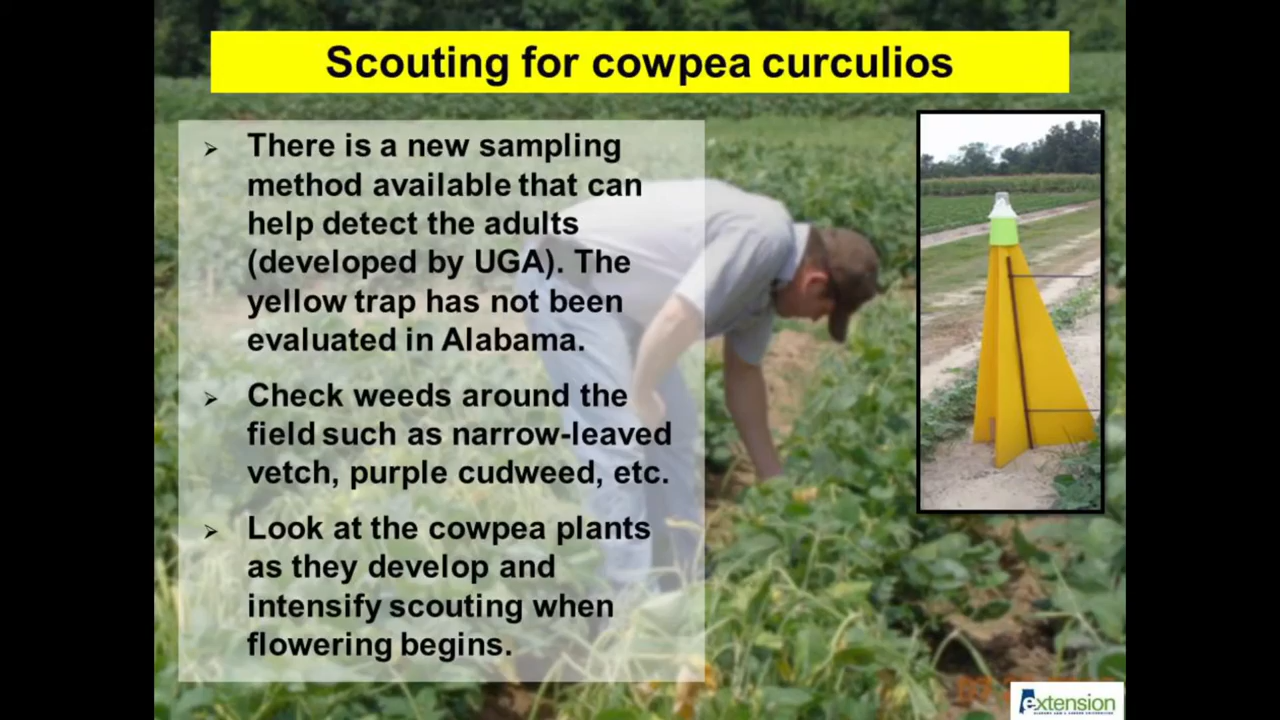 Scouting for cowpea curculios
There is a new sampling
method available that can
help detect the adults
(developed by UGA). The
yellow trap has not been
evaluated in Alabama.
Check weeds around the
field such as narrow-leaved
vetch, purple cudweed, etc.
Look at the cowpea plants
as they develop and
intensify scouting when
flowering begins.
extension